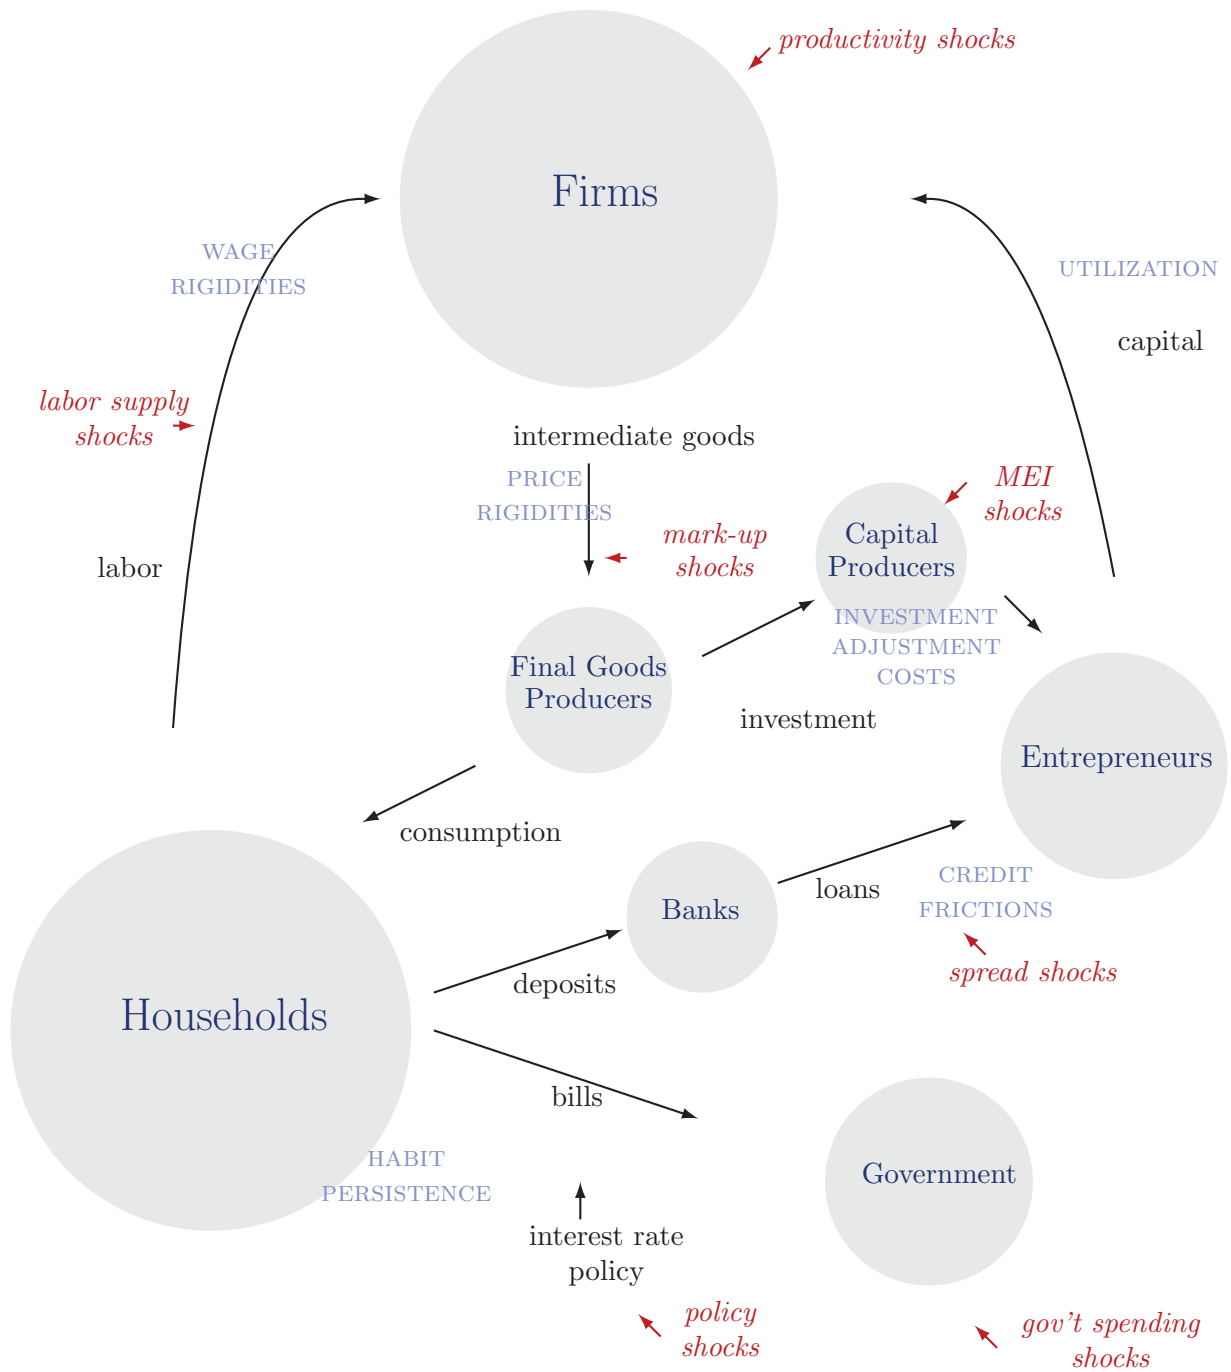 productivity shocks
Firms
WAGE
RIGIDITIES
UTILIZATION
capital
labor supply
shocks
intermediate goods
PRICE
RIGIDITIES
MEI
shocks
mark-up
shocks
Capital
Producers
labor
INVESTMENT
ADJUSTMENT
COSTS
Final Goods
Producers
investment
Entrepreneurs
consumption
Banks
loans
CREDIT
FRICTIONS
spread shocks
deposits
Households
bills
HABIT
PERSISTENCE
Government
interest rate
policy
policy
shocks
gov't spending
shocks